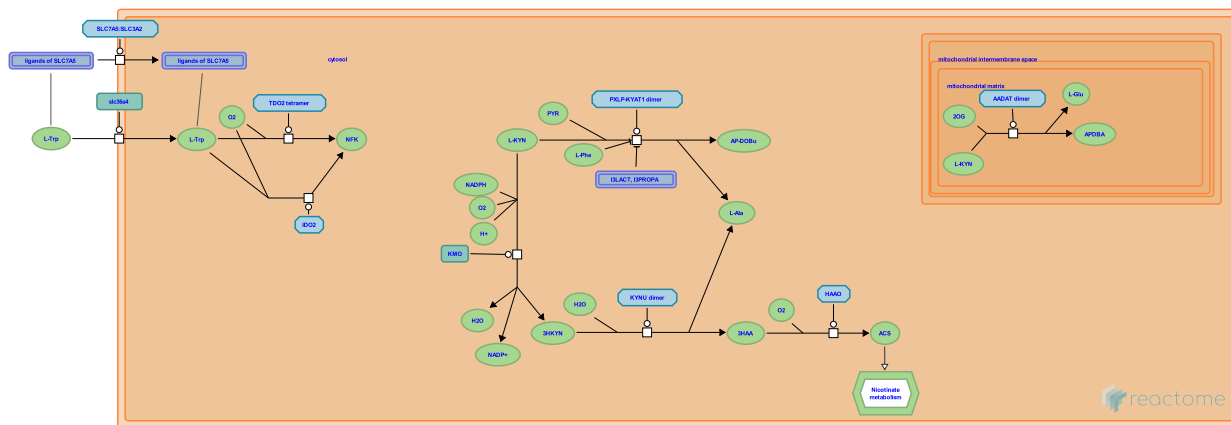 SLC7A5:SLC3A2
ligands of SLC7A5
ligands of SLC7A5
cytosol
slc36a4
L-Trp
L-Trp
O2
TDO2 tetramer
NFK
IDO2
PXLP-KYAT1 dimer
PYR
L-KYN
L-Phe
AP-DOBu
I3LACT, I3PROPA
NADPH
O2
H+
L-Ala
KMO
H2O
NADP+
3HKYN
H2O
KYNU dimer
3HAA
O2
HAAO
ACS
Nicotinate
metabolism
mitochondrial intermembrane space
mitochondrial matrix
AADAT dimer
2OG
L-Glu
L-KYN
APDBA
reactome